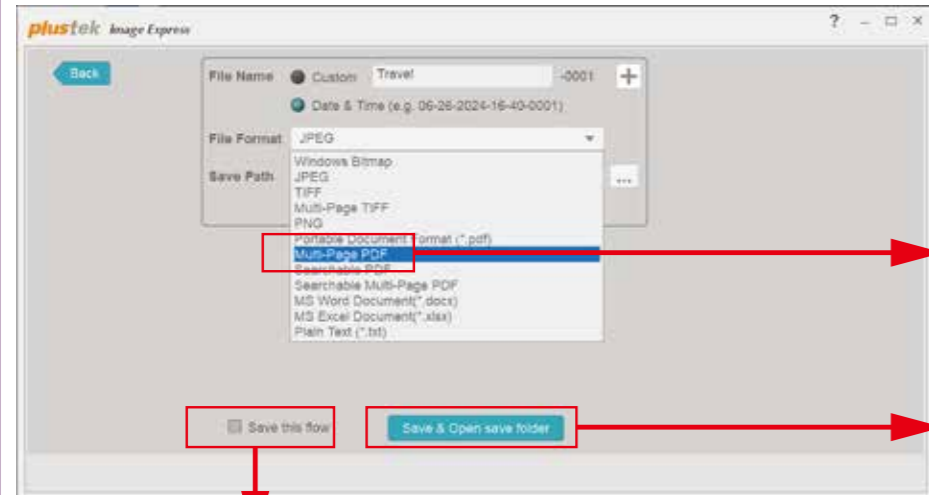 plustek Image Express
? – □ ×
Back
File Name Custom Travel -0001 +
Date & Time (e.g. 06-26-2024-16-40-0001)
File Format JPEG
Save Path ...
Windows Bitmap
JPEG
TIFF
Multi-Page TIFF
PNG
Portable Document Format (*.pdf)
Multi-Page PDF
Searchable PDF
Searchable Multi-Page PDF
MS Word Document(*.docx)
MS Excel Document(*.xlsx)
Plain Text (*.txt)
Save this flow
Save & Open save folder